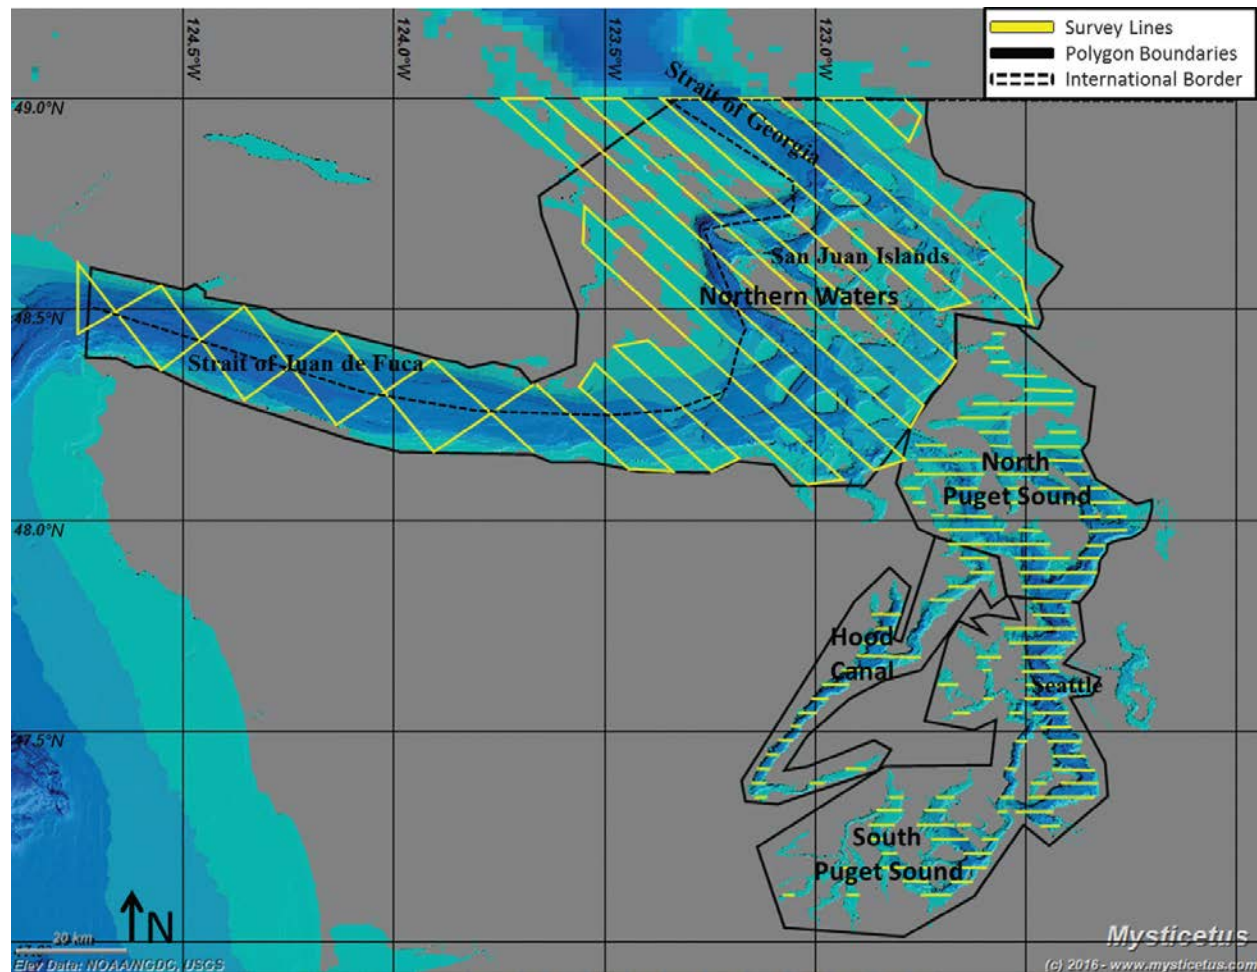 Survey Lines
Polygon Boundaries
International Border
124.5°W
124.0°W
123.5°W
123.0°W
49.0°N
Strait of Georgia
San Juan Islands
Northern Waters
48.5°N
Strait of Juan de Fuca
North
Puget Sound
48.0°N
Hood
Canal
Seattle
47.5°N
South
Puget Sound
N
20 km
Mysticetus
Elev Data: NOAA/NGDC, USGS
(c) 2016 - www.mysticetus.com